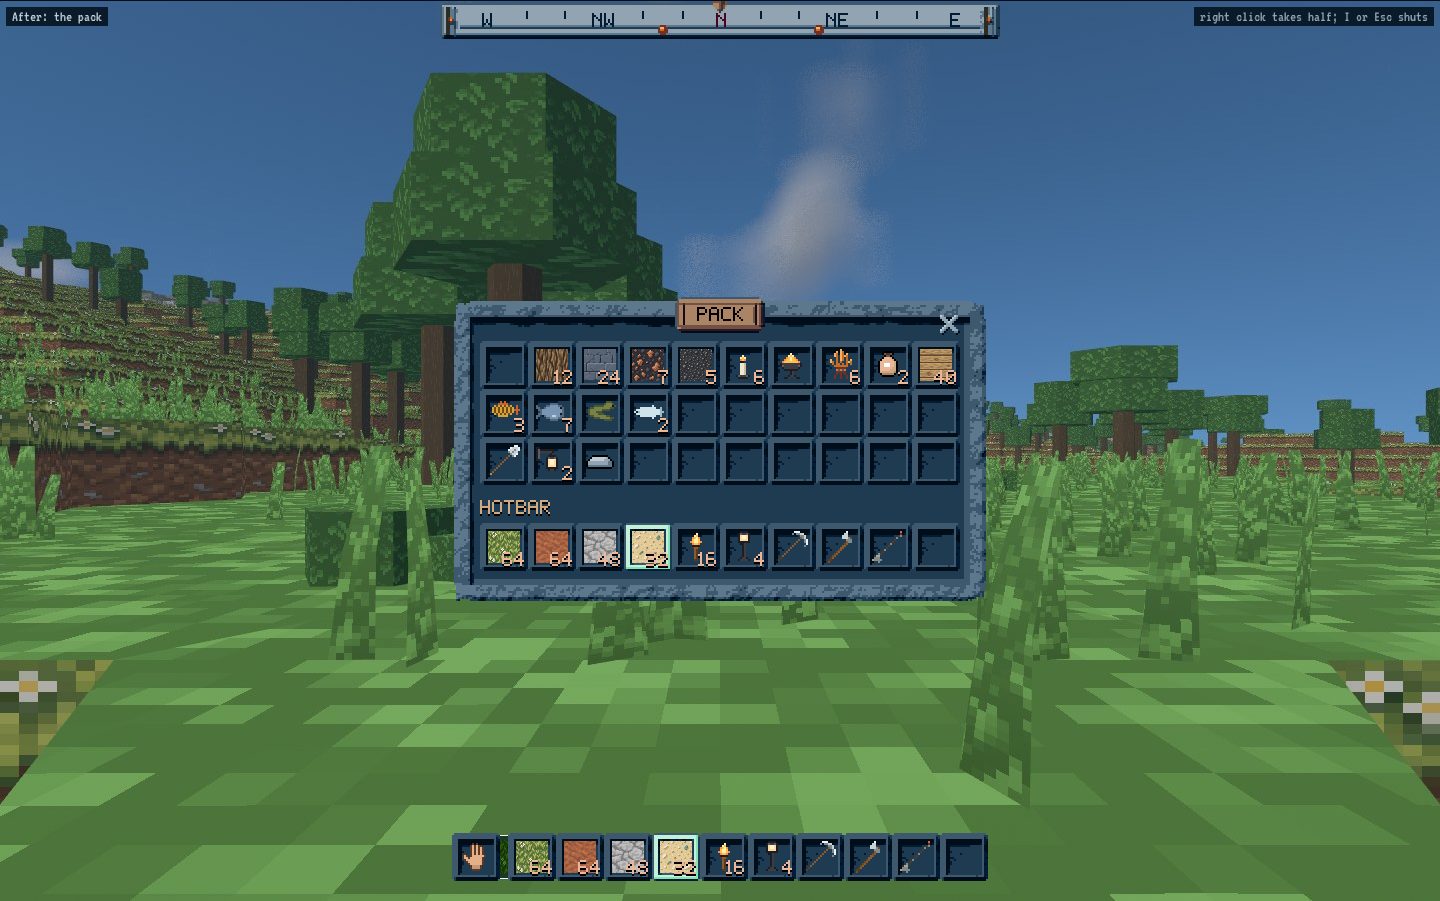 After: the pack
W NW N NE E
right click takes half; I or Esc shuts
PACK
12 24 7 5 6 6 2 40
3 7 2
2
HOTBAR
64 64 48 32 16 4
64 64 48 32 16 4